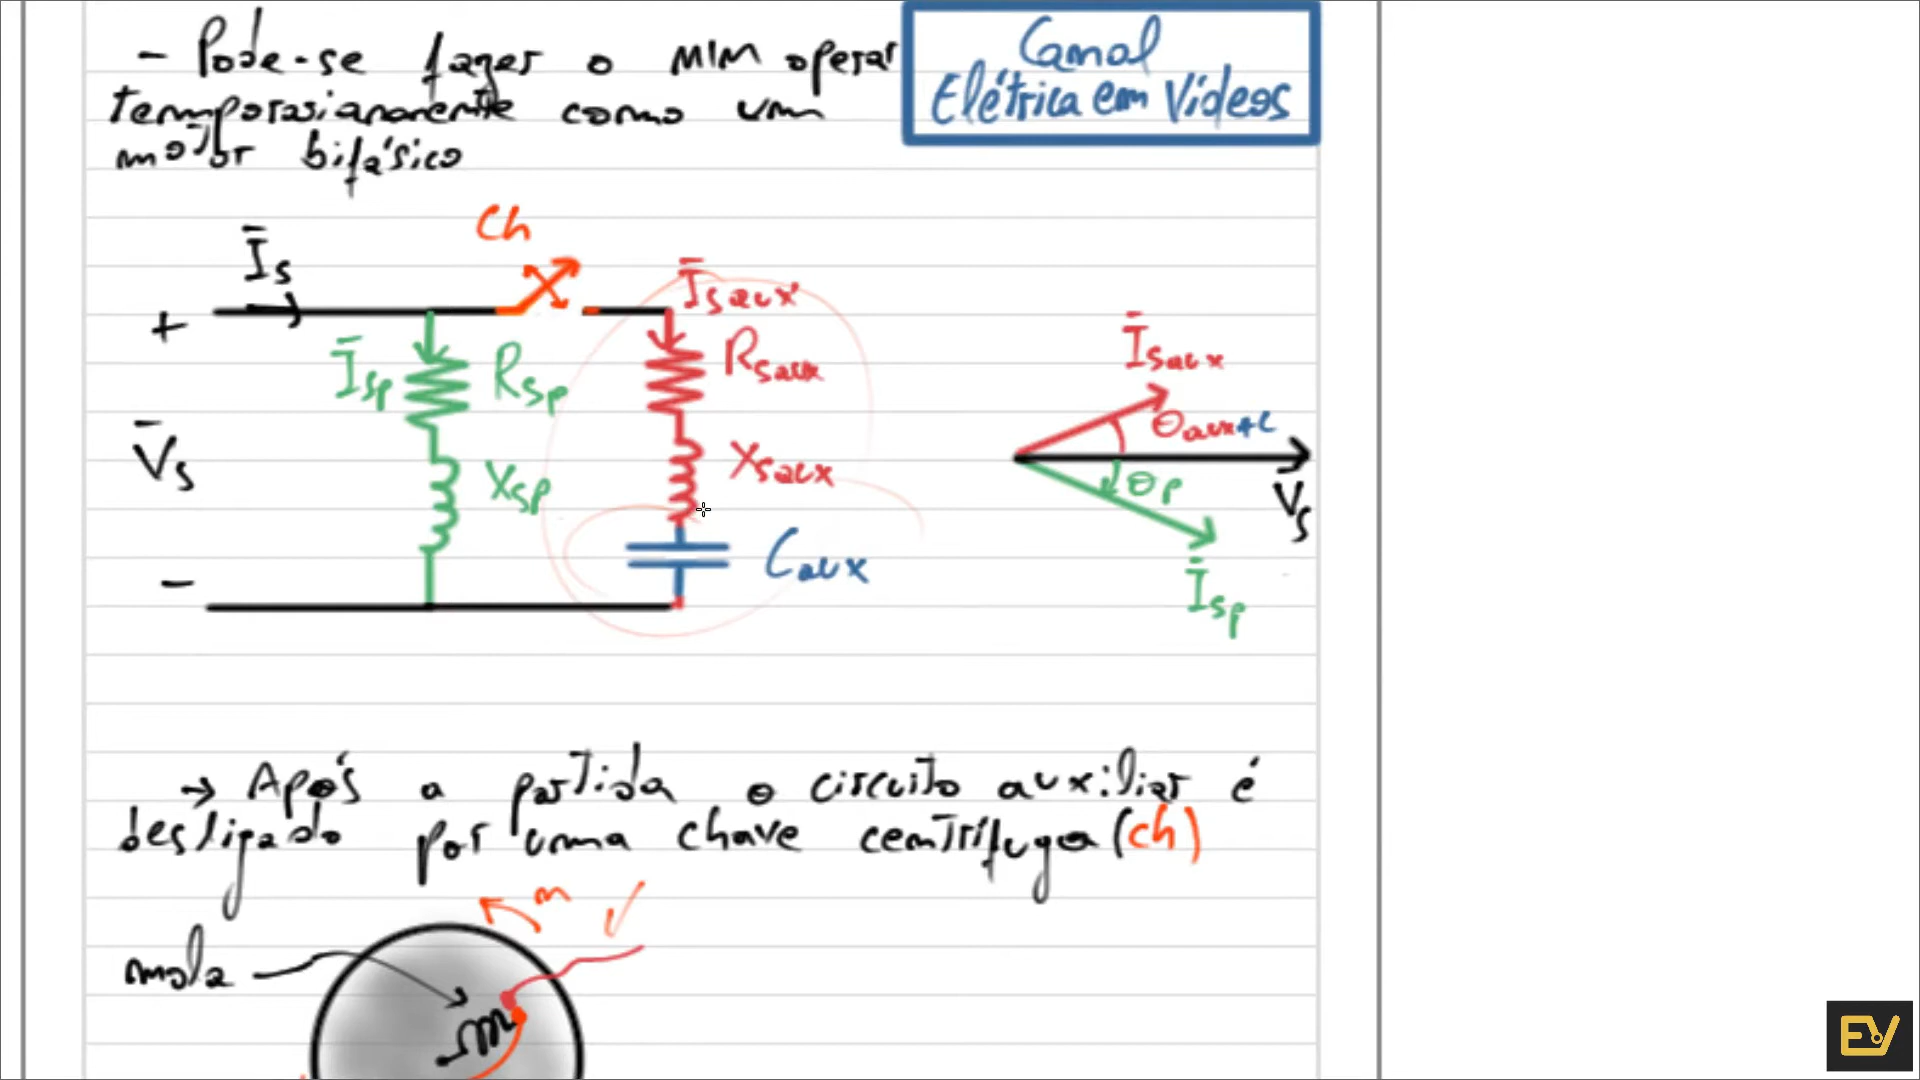 - Pode-se fazer o MIM operar
temporariamente como um
motor bifásico
Canal
Elétrica em Vídeos
Ch
Īs
Īsaux
+
Īsp
Rsp
Rsaux
Īsaux
θaux+C
V̄s
Xsp
Xsaux
θp
Vs
-
Caux
Īsp
→ Após a partida o circuito auxiliar é
desligado por uma chave centrífuga (ch)
n
mola
EV